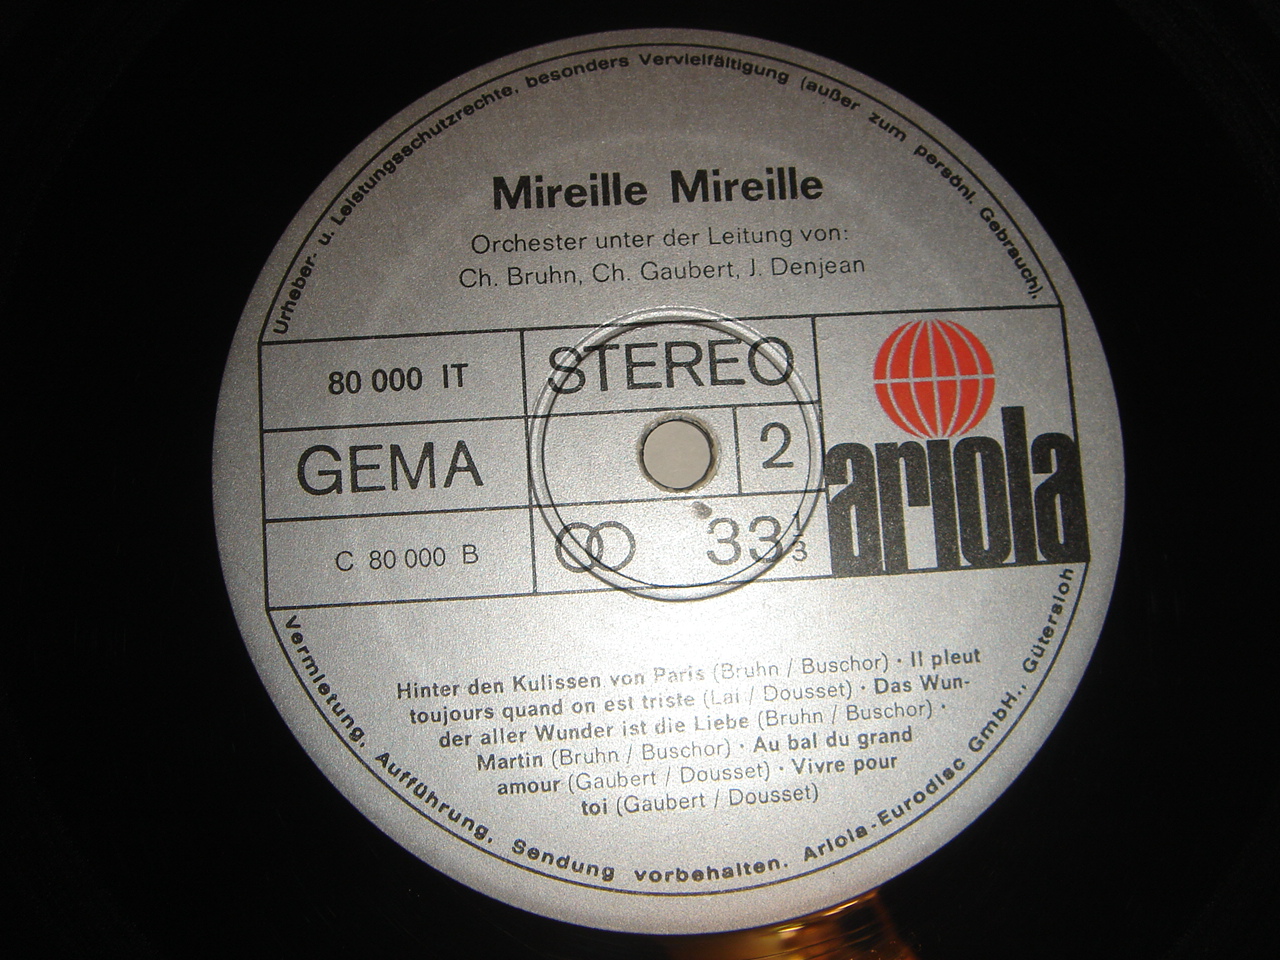 Urheber- u. Leistungsschutzrechte, besonders Vervielfältigung (außer zum persönl. Gebrauch),
Mireille Mireille
Orchester unter der Leitung von:
Ch. Bruhn, Ch. Gaubert, J. Denjean
80 000 IT
STEREO
GEMA
2
ariola
C 80 000 B
33 1/3
Hinter den Kulissen von Paris (Bruhn / Buschor) · Il pleut
toujours quand on est triste (Lai / Dousset) · Das Wun-
der aller Wunder ist die Liebe (Bruhn / Buschor) ·
Martin (Bruhn / Buschor) · Au bal du grand
amour (Gaubert / Dousset) · Vivre pour
toi (Gaubert / Dousset)
Vermietung, Aufführung, Sendung vorbehalten. Ariola-Eurodisc GmbH., Gütersloh